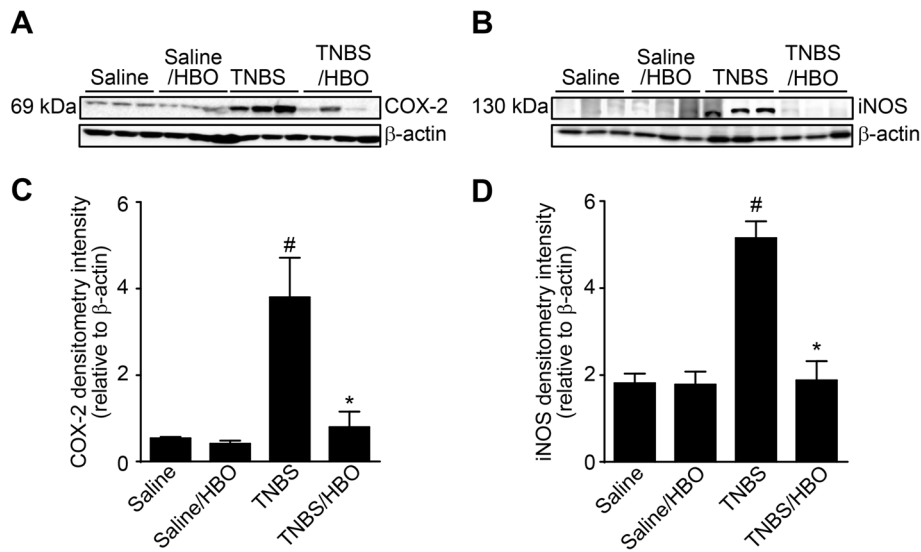 A
Saline
Saline
/HBO
TNBS
TNBS
/HBO
69 kDa
COX-2
β-actin
B
Saline
Saline
/HBO
TNBS
TNBS
/HBO
130 kDa
iNOS
β-actin
C
COX-2 densitometry intensity
(relative to β-actin)
6
4
2
0
#
*
Saline
Saline/HBO
TNBS
TNBS/HBO
D
iNOS densitometry intensity
(relative to β-actin)
6
4
2
0
#
*
Saline
Saline/HBO
TNBS
TNBS/HBO